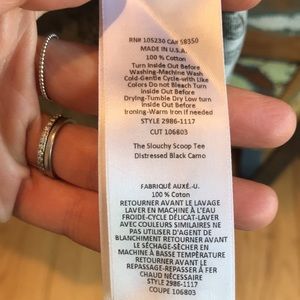 RN# 105230 CA# 58350
MADE IN U.S.A.
100 % Cotton
Turn Inside Out Before
Washing-Machine Wash
Cold-Gentle Cycle-with Like
Colors Do not Bleach Turn
Inside Out Before
Drying-Tumble Dry Low turn
Inside Out Before
Ironing-Warm Iron if needed
STYLE 2986-1117
CUT 106803
The Slouchy Scoop Tee
Distressed Black Camo
FABRIQUÉ AUXÉ.-U.
100 % Coton
RETOURNER AVANT LE LAVAGE
LAVER EN MACHINE À L'EAU
FROIDE-CYCLE DÉLICAT-LAVER
AVEC COULEURS SIMILAIRES NE
PAS UTILISER D'AGENT DE
BLANCHIMENT RETOURNER AVANT
LE SÉCHAGE-SÉCHER EN
MACHINE À BASSE TEMPÉRATURE
RETOURNER AVANT LE
REPASSAGE-REPASSER À FER
CHAUD NÉCESSAIRE
STYLE 2986-1117
COUPE 106803